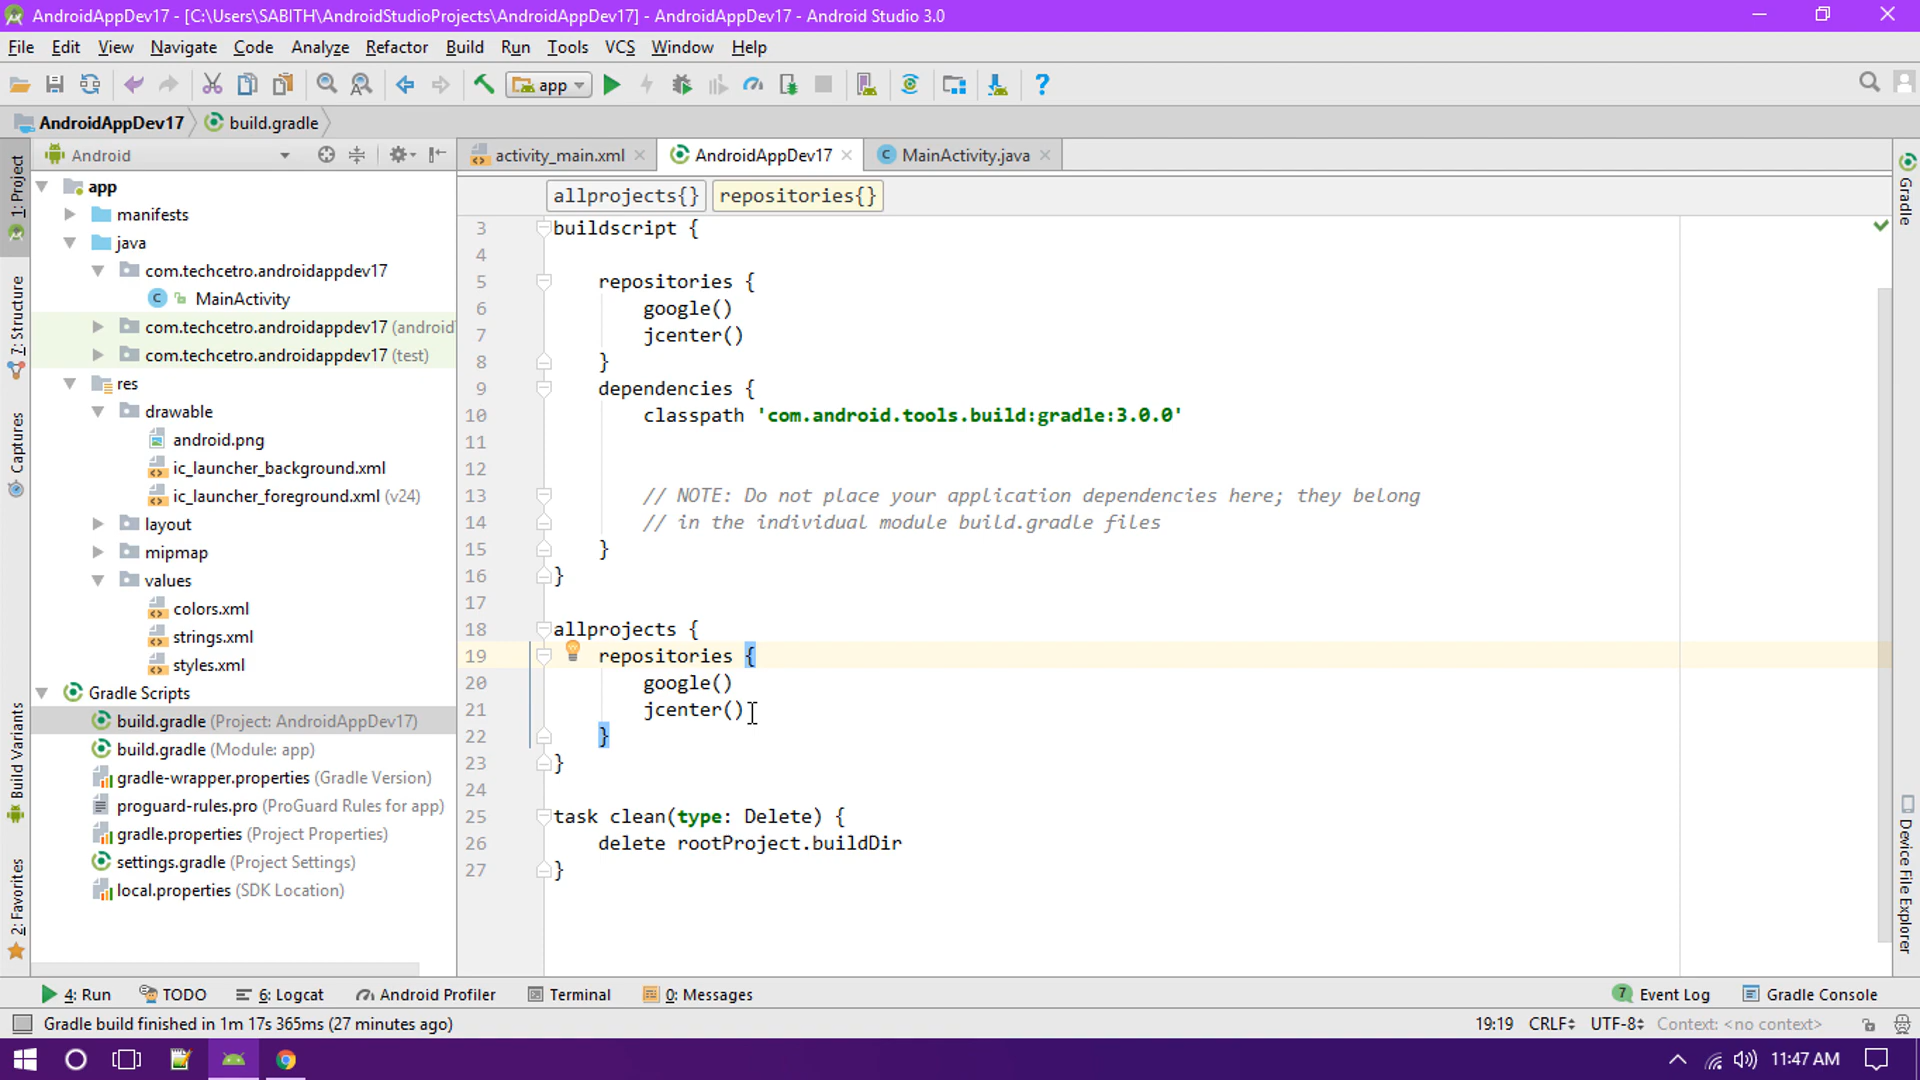 AndroidAppDev17 - [C:\Users\SABITH\AndroidStudioProjects\AndroidAppDev17] - AndroidAppDev17 - Android Studio 3.0
File Edit View Navigate Code Analyze Refactor Build Run Tools VCS Window Help
app
AndroidAppDev17 build.gradle
1: Project
7: Structure
Captures
Build Variants
2: Favorites
Android
app
manifests
java
com.techcetro.androidappdev17
MainActivity
com.techcetro.androidappdev17 (android
com.techcetro.androidappdev17 (test)
res
drawable
android.png
ic_launcher_background.xml
ic_launcher_foreground.xml (v24)
layout
mipmap
values
colors.xml
strings.xml
styles.xml
Gradle Scripts
build.gradle (Project: AndroidAppDev17)
build.gradle (Module: app)
gradle-wrapper.properties (Gradle Version)
proguard-rules.pro (ProGuard Rules for app)
gradle.properties (Project Properties)
settings.gradle (Project Settings)
local.properties (SDK Location)
activity_main.xml AndroidAppDev17 MainActivity.java
allprojects{} repositories{}
3 buildscript {
4
5 repositories {
6 google()
7 jcenter()
8 }
9 dependencies {
10 classpath 'com.android.tools.build:gradle:3.0.0'
11
12
13 // NOTE: Do not place your application dependencies here; they belong
14 // in the individual module build.gradle files
15 }
16 }
17
18 allprojects {
19 repositories {
20 google()
21 jcenter()
22 }
23 }
24
25 task clean(type: Delete) {
26 delete rootProject.buildDir
27 }
Gradle
Device File Explorer
4: Run TODO 6: Logcat Android Profiler Terminal 0: Messages 7 Event Log Gradle Console
Gradle build finished in 1m 17s 365ms (27 minutes ago) 19:19 CRLF UTF-8 Context: <no context>
11:47 AM